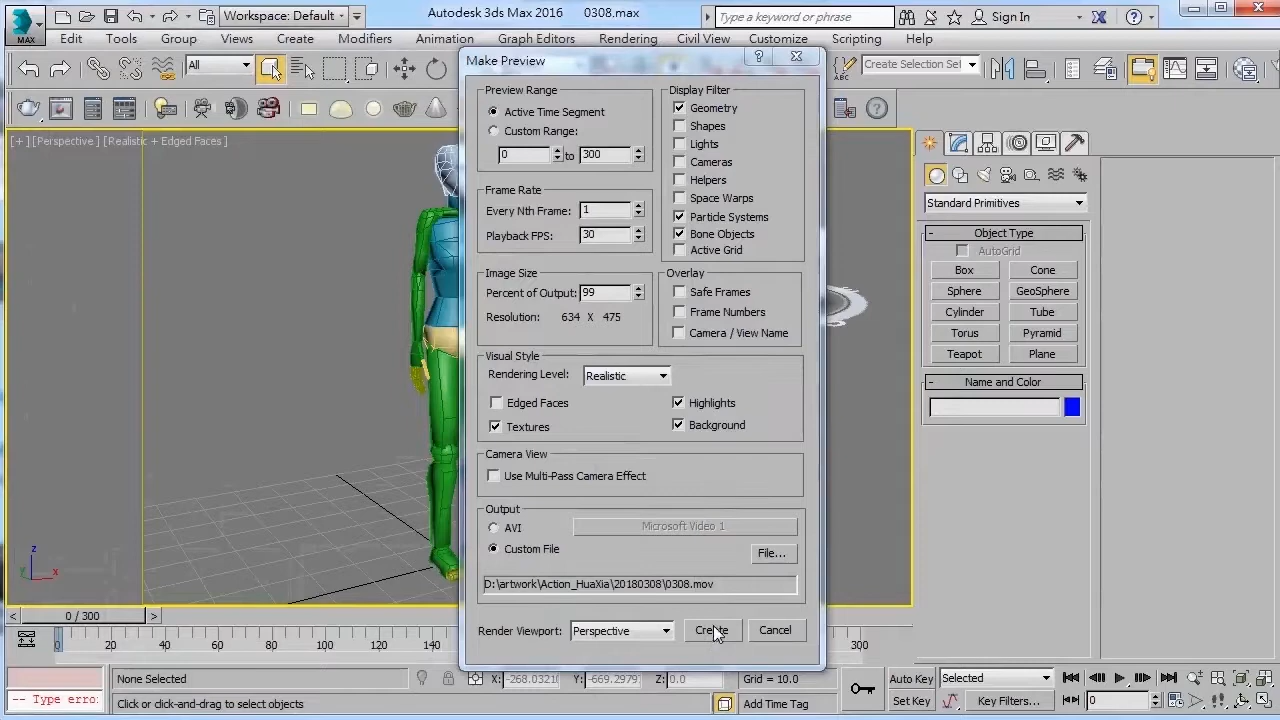 Workspace: Default
Autodesk 3ds Max 2016 0308.max
Type a keyword or phrase
Sign In
MAX
Edit Tools Group Views Create Modifiers Animation Graph Editors Rendering Civil View Customize Scripting Help
All
Create Selection Se
[+][Perspective][Realistic + Edged Faces]
Make Preview
Preview Range
Active Time Segment
Custom Range:
0 to 300
Frame Rate
Every Nth Frame: 1
Playback FPS: 30
Image Size
Percent of Output: 99
Resolution: 634 X 475
Display Filter
Geometry
Shapes
Lights
Cameras
Helpers
Space Warps
Particle Systems
Bone Objects
Active Grid
Overlay
Safe Frames
Frame Numbers
Camera / View Name
Visual Style
Rendering Level: Realistic
Edged Faces
Highlights
Textures
Background
Camera View
Use Multi-Pass Camera Effect
Output
AVI
Microsoft Video 1
Custom File
File...
D:\artwork\Action_HuaXia\20180308\0308.mov
Render Viewport: Perspective
Create
Cancel
Standard Primitives
- Object Type
AutoGrid
Box Cone
Sphere GeoSphere
Cylinder Tube
Torus Pyramid
Teapot Plane
- Name and Color
z
y x
< 0 / 300 >
0 20 40 60 80 100 120 140 300
-- Type erro:
None Selected
Click or click-and-drag to select objects
X: -268.0321 Y: -669.2979 Z: 0.0
Grid = 10.0
Add Time Tag
Auto Key
Selected
Set Key
Key Filters...
0